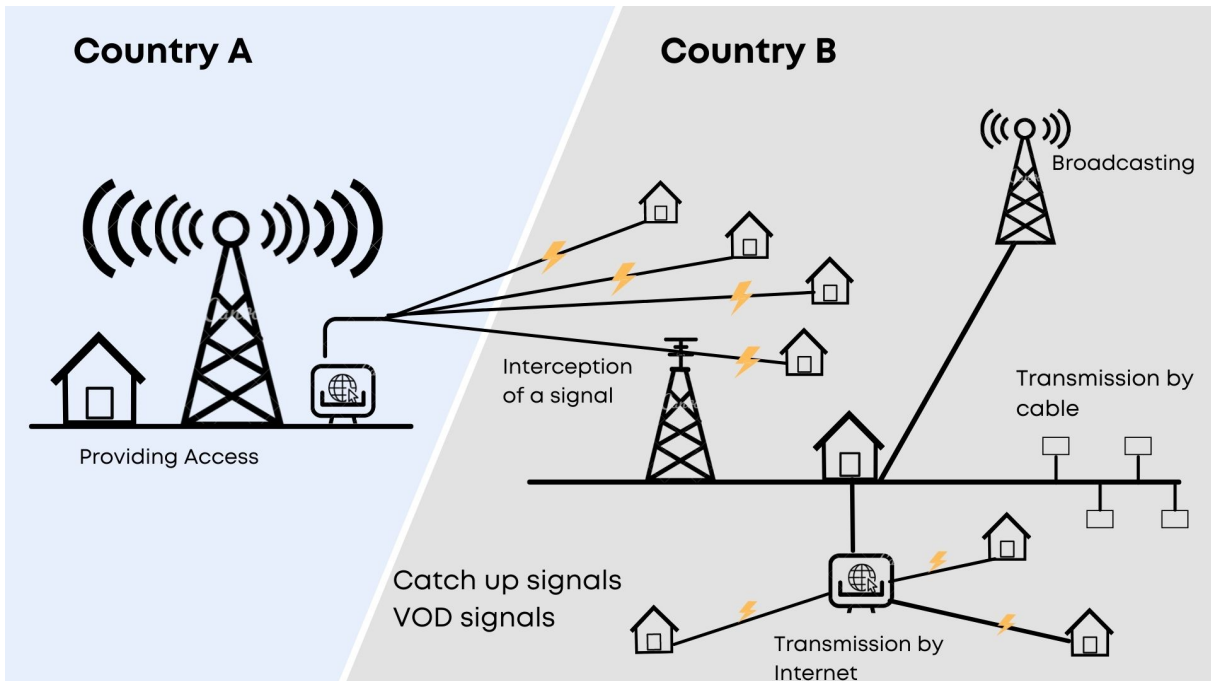 Country A
Country B
Broadcasting
Interception
of a signal
Transmission by
cable
Providing Access
Catch up signals
VOD signals
Transmission by
Internet